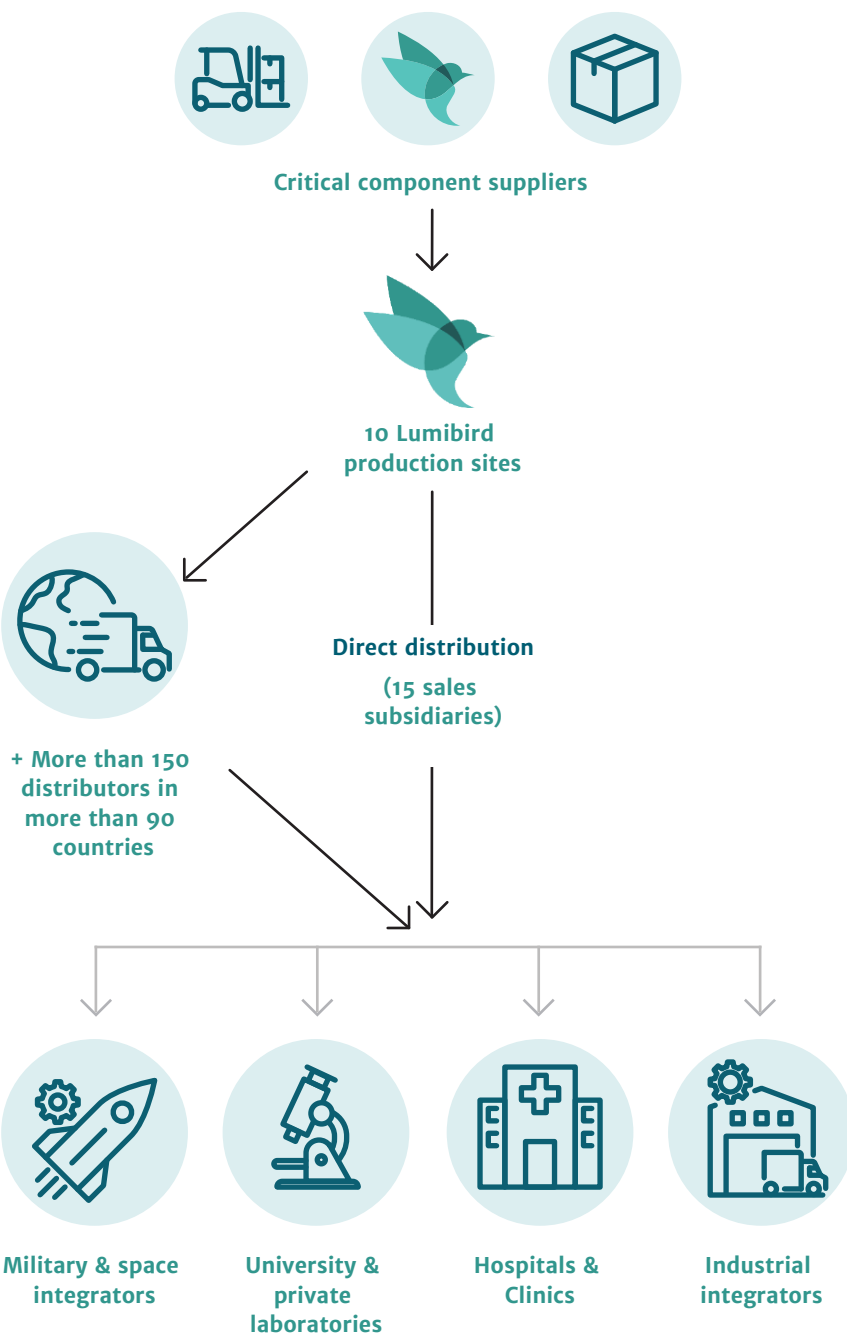 Critical component suppliers
10 Lumibird
production sites
Direct distribution
(15 sales
subsidiaries)
+ More than 150
distributors in
more than 90
countries
Military & space
integrators
University &
private
laboratories
Hospitals &
Clinics
Industrial
integrators